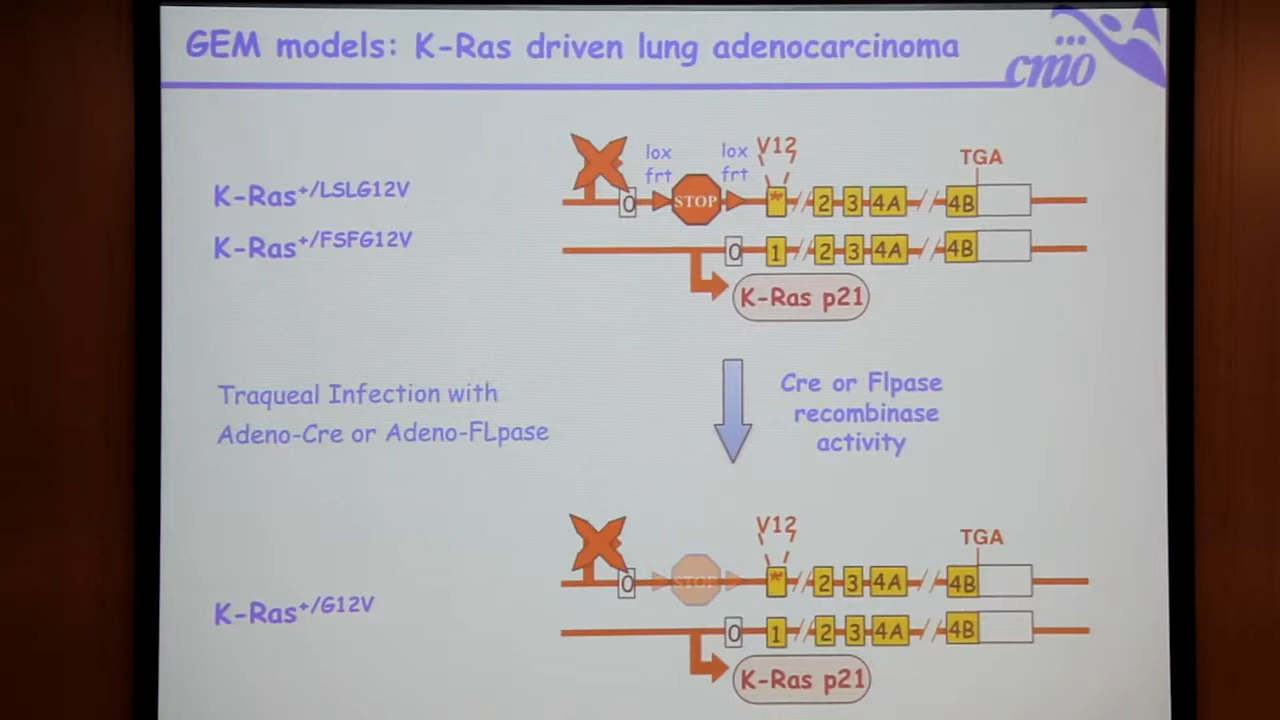 GEM models: K-Ras driven lung adenocarcinoma
cnio
lox lox V12
frt frt TGA
K-Ras+/LSLG12V
0 STOP * // 2 3 4A // 4B
K-Ras+/FSFG12V
0 1 // 2 3 4A // 4B
K-Ras p21
Traqueal Infection with
Adeno-Cre or Adeno-FLpase
Cre or Flpase
recombinase
activity
V12
TGA
0 STOP * // 2 3 4A // 4B
K-Ras+/G12V
0 1 // 2 3 4A // 4B
K-Ras p21